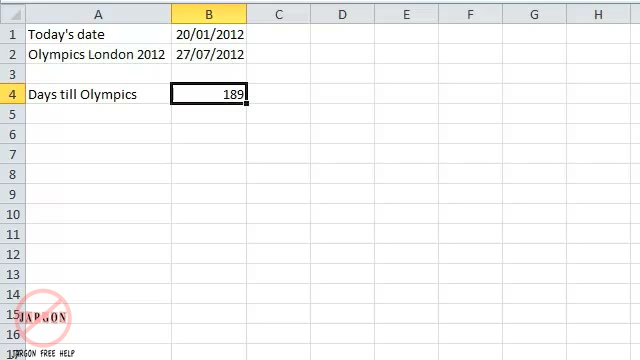 A B C D E F G H
1 Today's date 20/01/2012
2 Olympics London 2012 27/07/2012
3
4 Days till Olympics 189
5
6
7
8
9
10
11
12
13
14
15
JARGON
16
JARGON FREE HELP
17